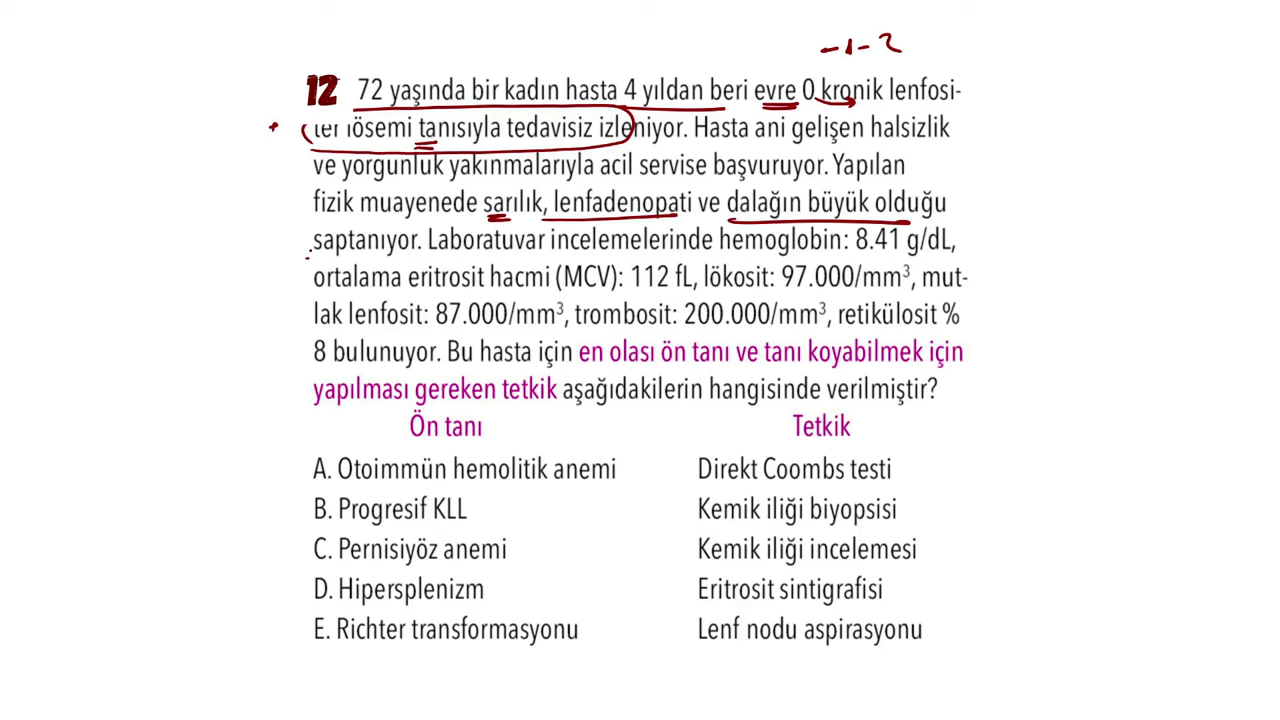 -1-2
12 72 yaşında bir kadın hasta 4 yıldan beri evre 0 kronik lenfosi-
ter lösemi tanısıyla tedavisiz izleniyor. Hasta ani gelişen halsizlik
ve yorgunluk yakınmalarıyla acil servise başvuruyor. Yapılan
fizik muayenede sarılık, lenfadenopati ve dalağın büyük olduğu
saptanıyor. Laboratuvar incelemelerinde hemoglobin: 8.41 g/dL,
ortalama eritrosit hacmi (MCV): 112 fL, lökosit: 97.000/mm³, mut-
lak lenfosit: 87.000/mm³, trombosit: 200.000/mm³, retikülosit %
8 bulunuyor. Bu hasta için en olası ön tanı ve tanı koyabilmek için
yapılması gereken tetkik aşağıdakilerin hangisinde verilmiştir?
Ön tanı Tetkik
A. Otoimmün hemolitik anemi Direkt Coombs testi
B. Progresif KLL Kemik iliği biyopsisi
C. Pernisiyöz anemi Kemik iliği incelemesi
D. Hipersplenizm Eritrosit sintigrafisi
E. Richter transformasyonu Lenf nodu aspirasyonu